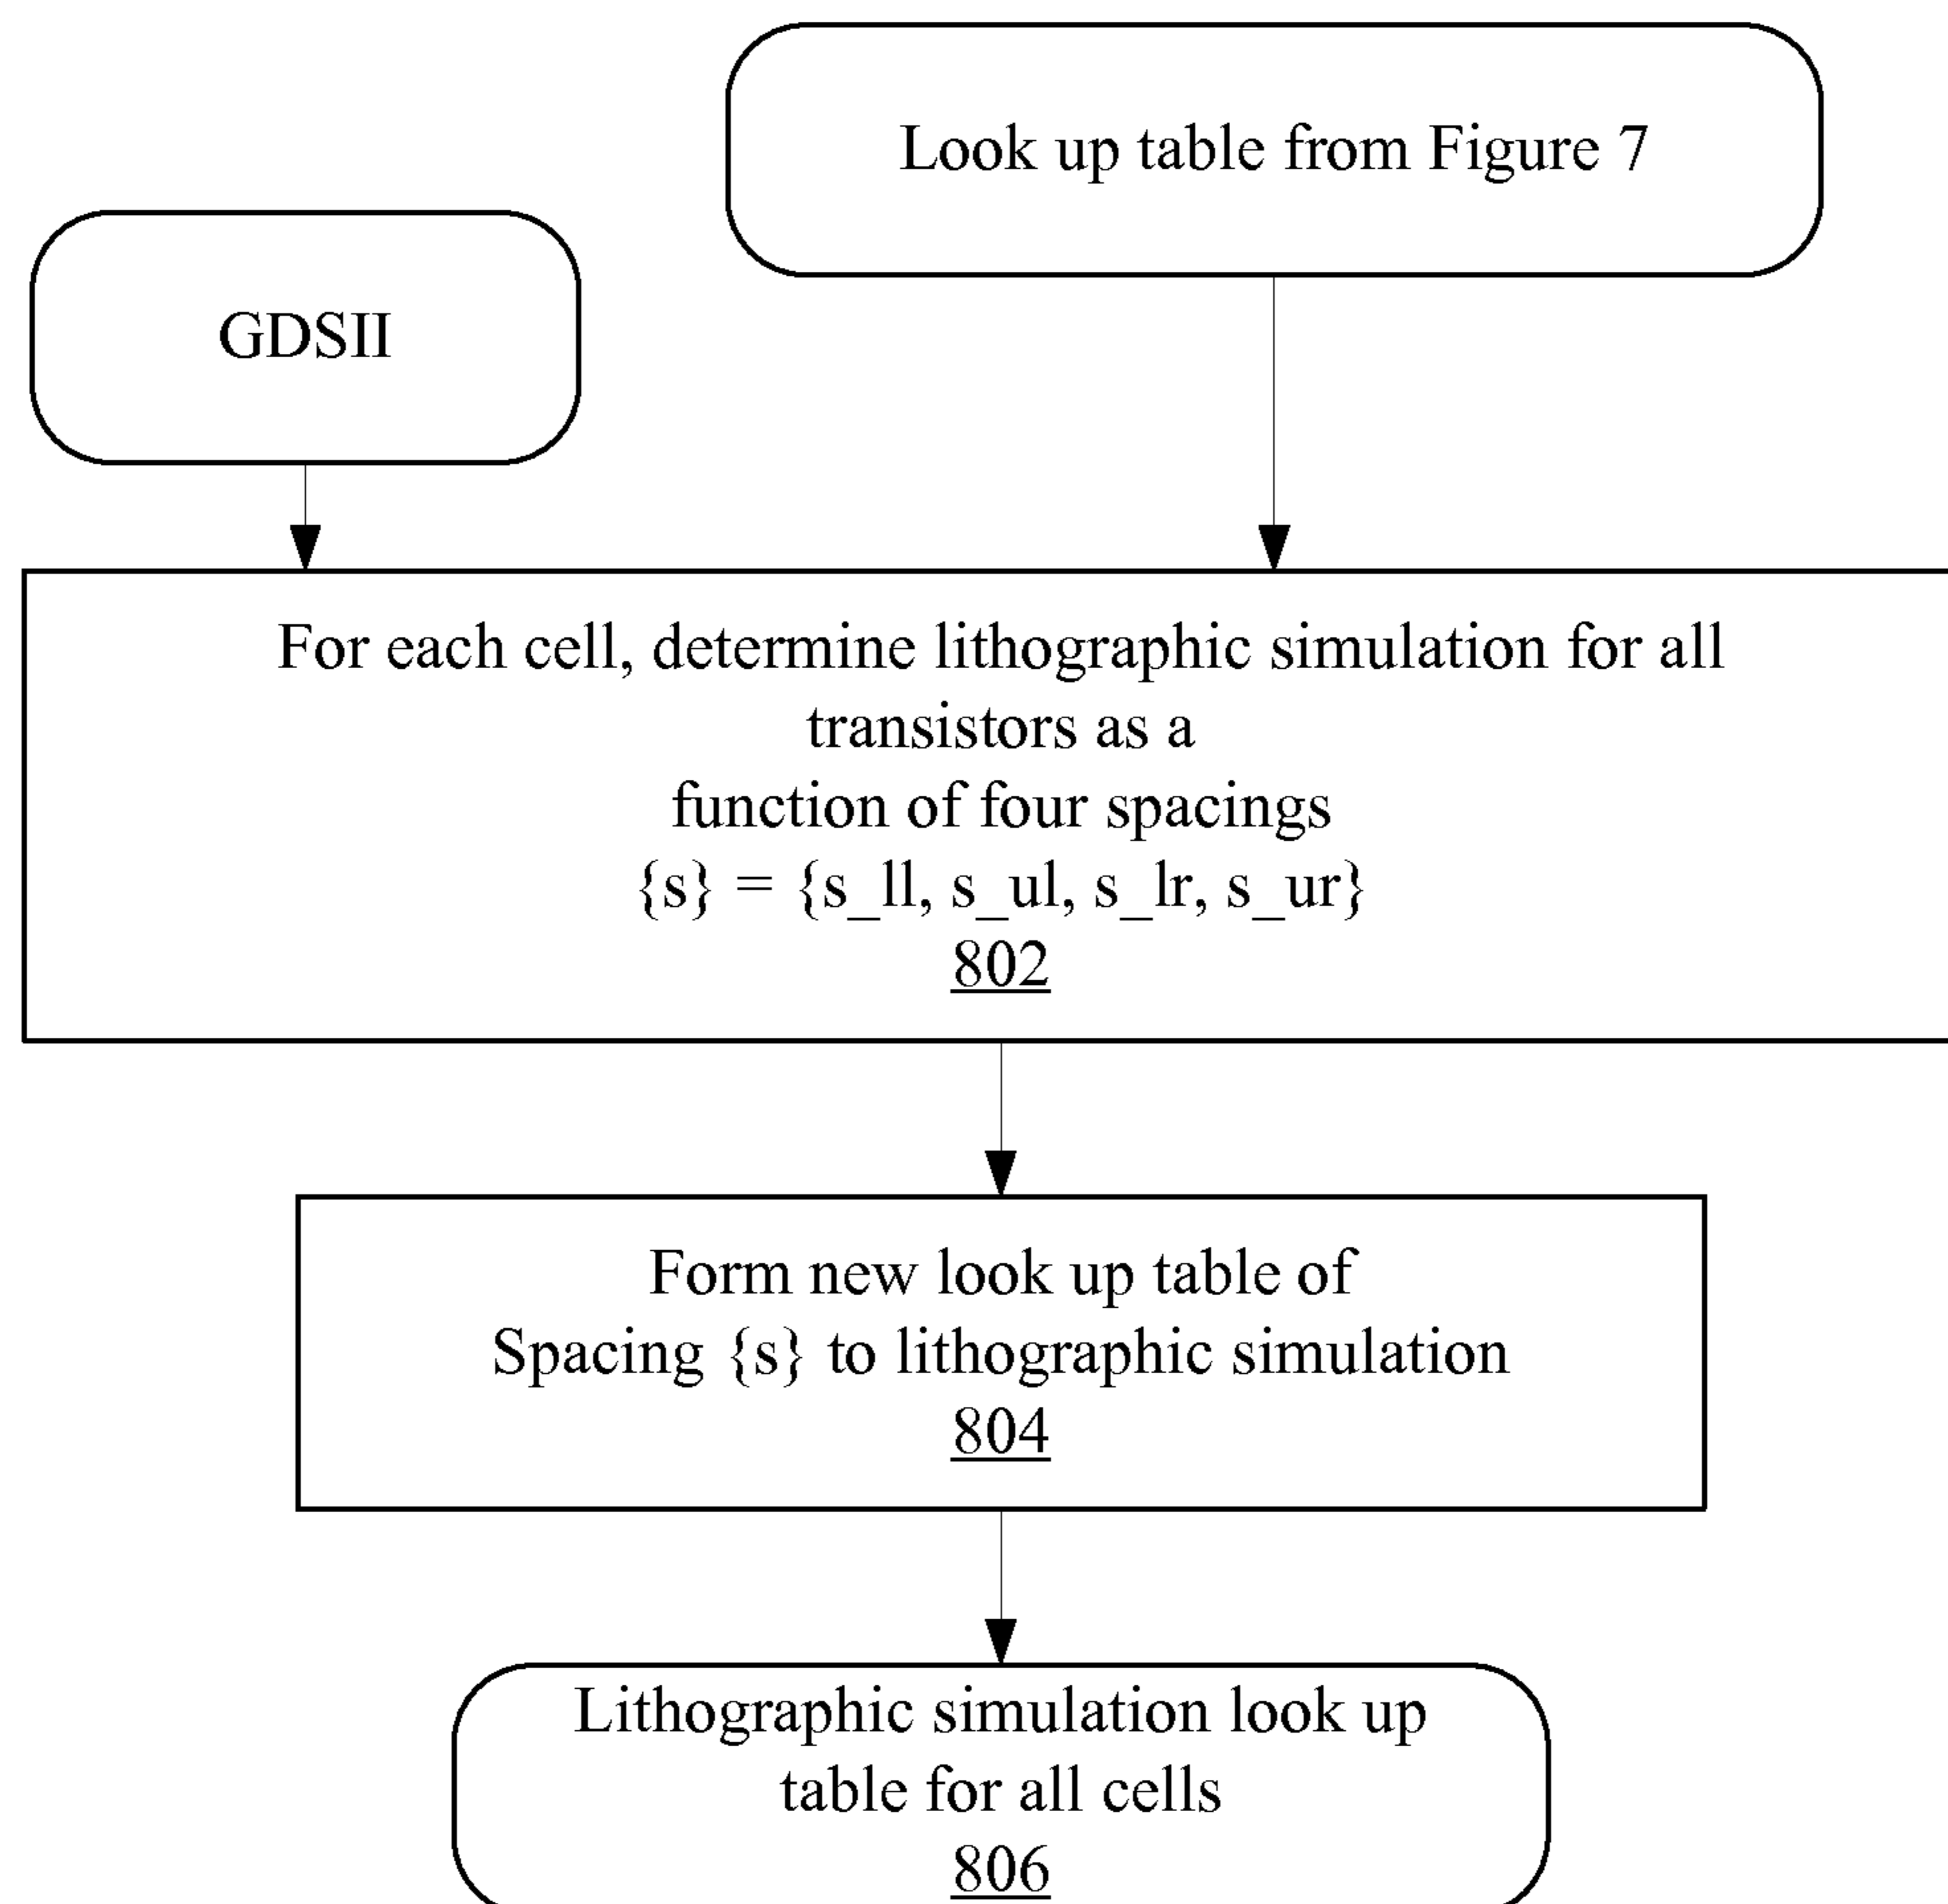 Look up table from Figure 7
GDSII
For each cell, determine lithographic simulation for all
transistors as a
function of four spacings
{s} = {s_ll, s_ul, s_lr, s_ur}
802
Form new look up table of
Spacing {s} to lithographic simulation
804
Lithographic simulation look up
table for all cells
806